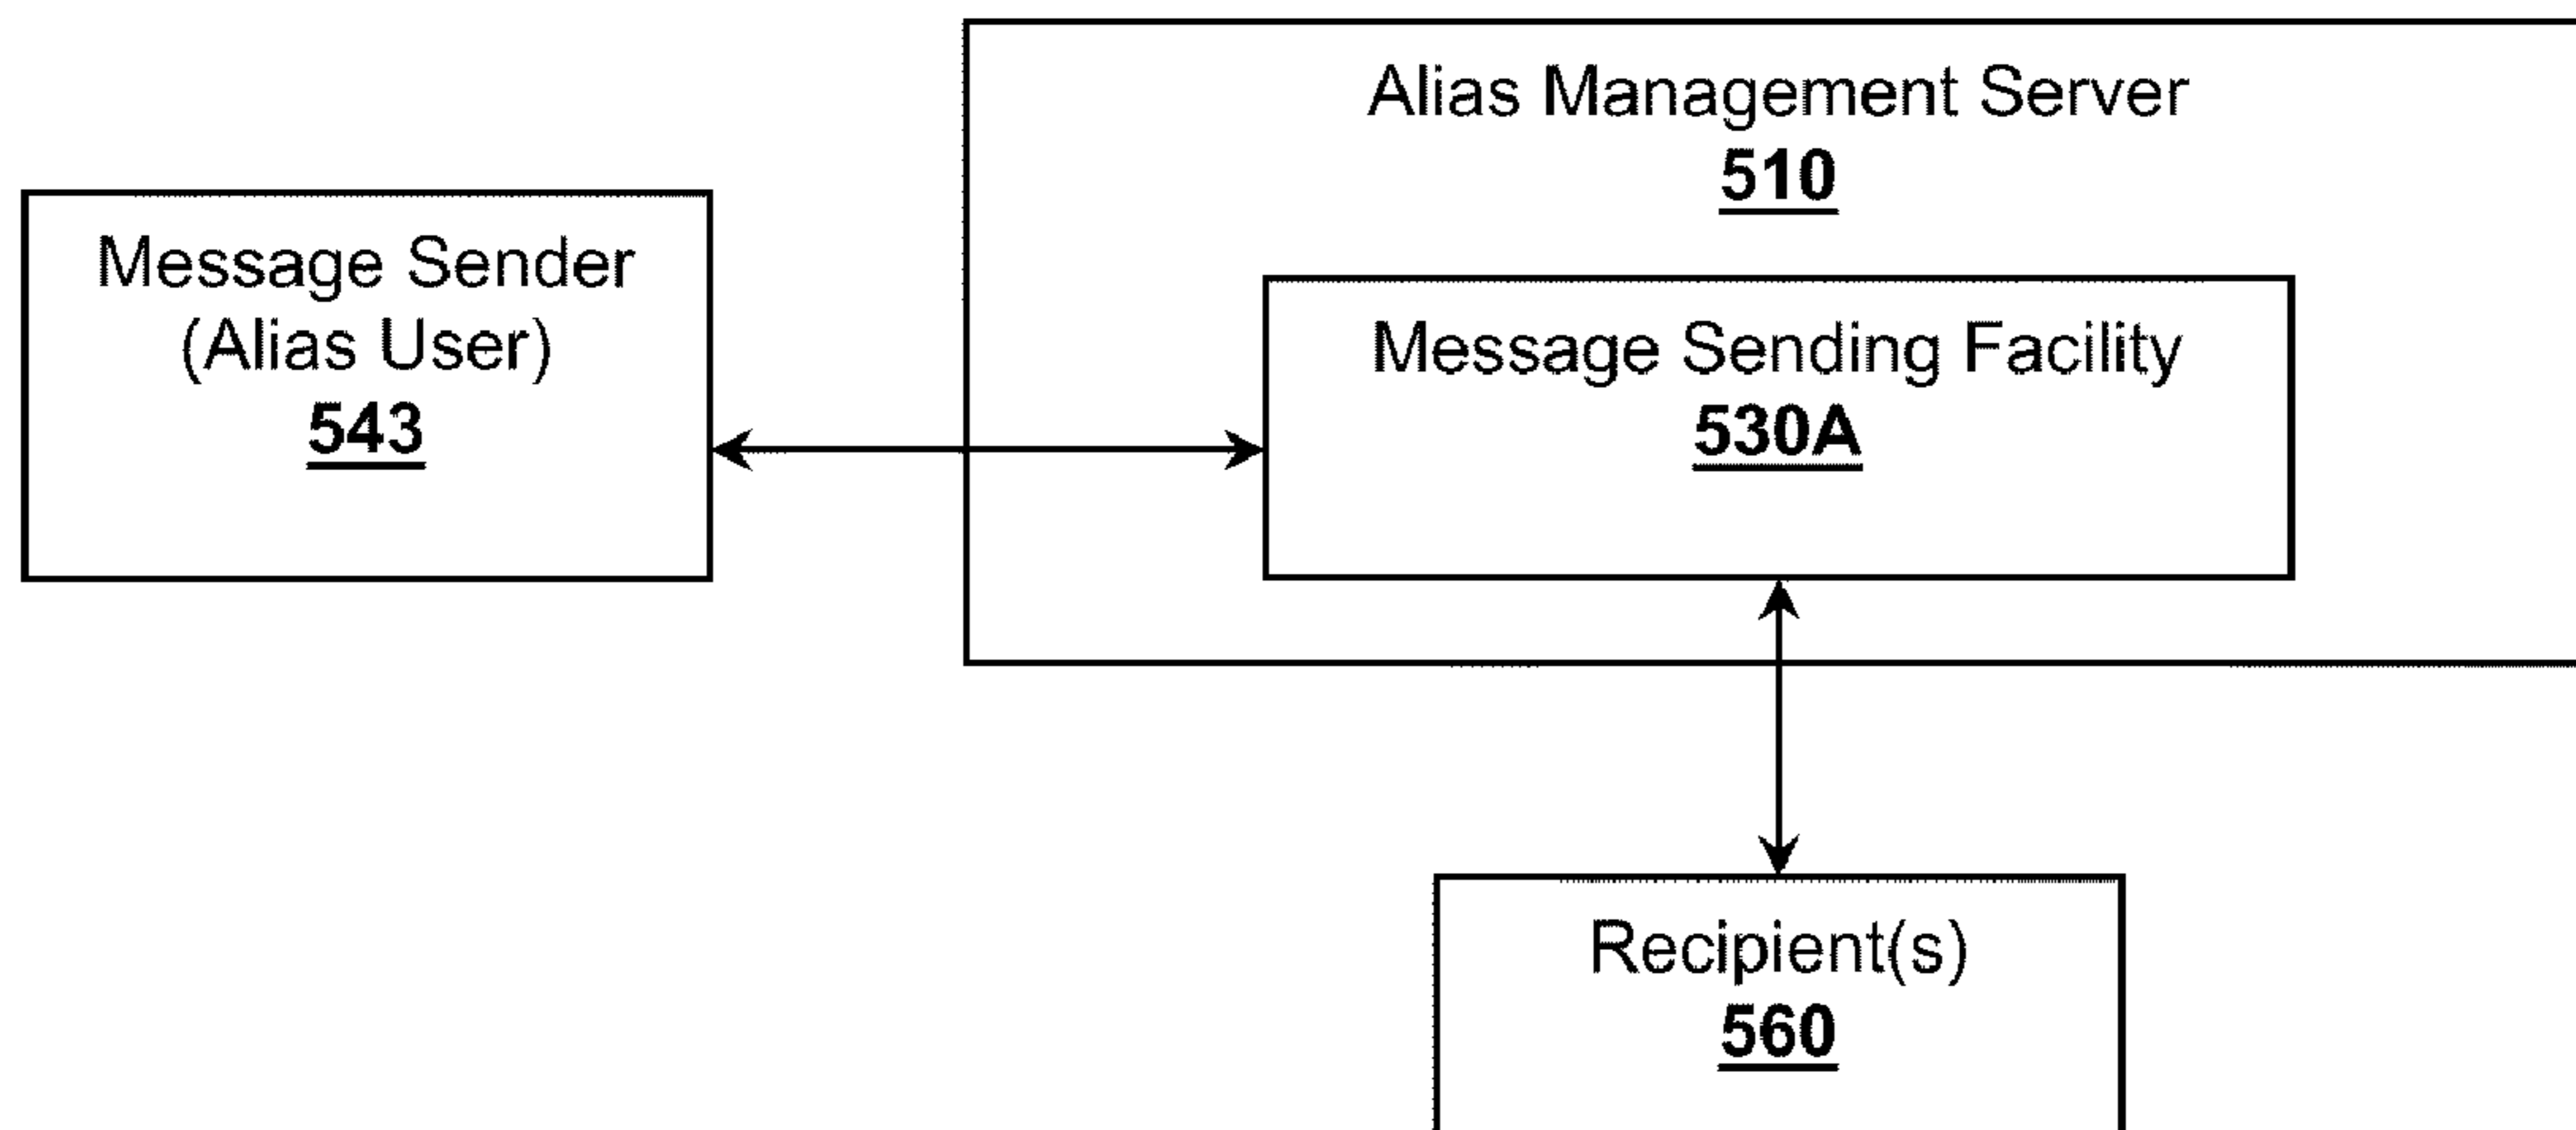 Alias Management Server
510
Message Sender
(Alias User)
543
Message Sending Facility
530A
Recipient(s)
560